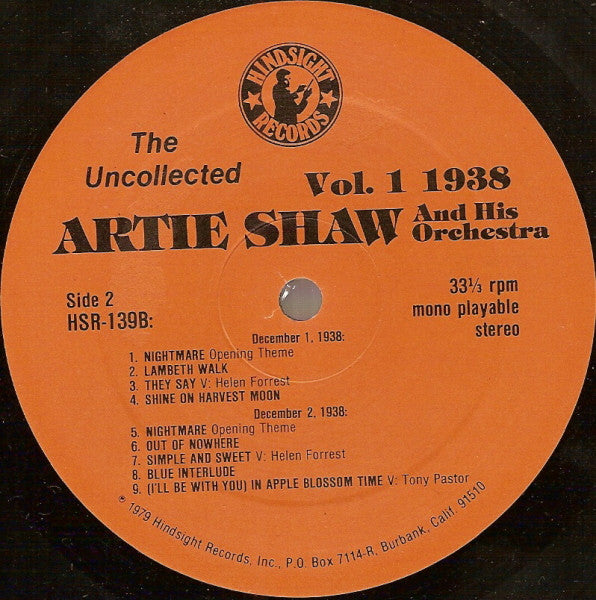 HINDSIGHT
RECORDS
The
Uncollected
Vol. 1 1938
ARTIE SHAW And His
Orchestra
Side 2
HSR-139B:
33⅓ rpm
mono playable
stereo
December 1, 1938:
1. NIGHTMARE Opening Theme
2. LAMBETH WALK
3. THEY SAY V: Helen Forrest
4. SHINE ON HARVEST MOON
December 2, 1938:
5. NIGHTMARE Opening Theme
6. OUT OF NOWHERE
7. SIMPLE AND SWEET V: Helen Forrest
8. BLUE INTERLUDE
9. (I'LL BE WITH YOU) IN APPLE BLOSSOM TIME V: Tony Pastor
℗ 1979 Hindsight Records, Inc., P.O. Box 7114-R, Burbank, Calif. 91510